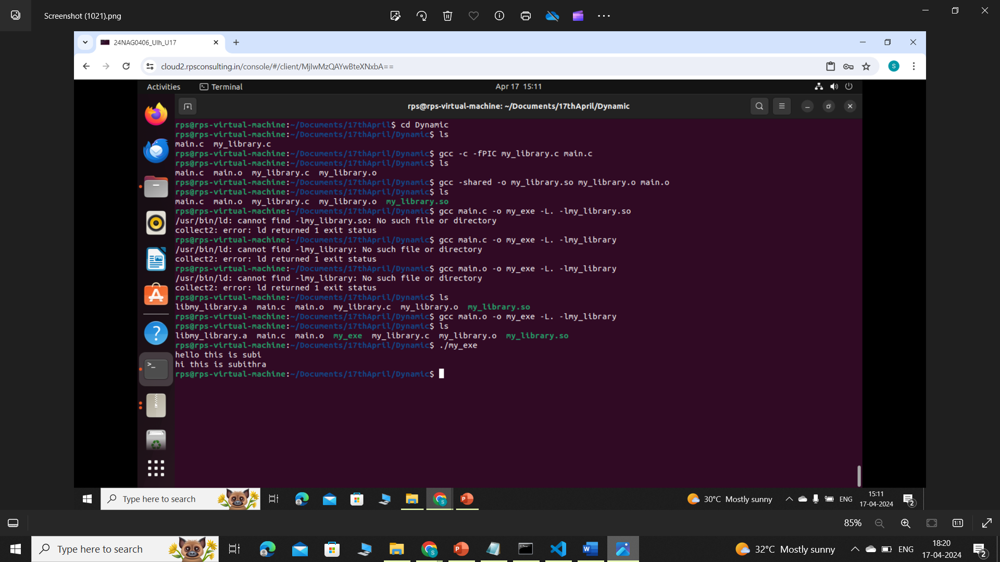 Screenshot (1021).png
24NAG0406_Ulh_U17
cloud2.rpsconsulting.in/console/#/client/MjIwMzQAYwBteXNxbA==
S
Activities Terminal Apr 17 15:11
rps@rps-virtual-machine: ~/Documents/17thApril/Dynamic
rps@rps-virtual-machine:~/Documents/17thApril$ cd Dynamic
rps@rps-virtual-machine:~/Documents/17thApril/Dynamic$ ls
main.c my_library.c
rps@rps-virtual-machine:~/Documents/17thApril/Dynamic$ gcc -c -fPIC my_library.c main.c
rps@rps-virtual-machine:~/Documents/17thApril/Dynamic$ ls
main.c main.o my_library.c my_library.o
rps@rps-virtual-machine:~/Documents/17thApril/Dynamic$ gcc -shared -o my_library.so my_library.o main.o
rps@rps-virtual-machine:~/Documents/17thApril/Dynamic$ ls
main.c main.o my_library.c my_library.o my_library.so
rps@rps-virtual-machine:~/Documents/17thApril/Dynamic$ gcc main.c -o my_exe -L. -lmy_library.so
/usr/bin/ld: cannot find -lmy_library.so: No such file or directory
collect2: error: ld returned 1 exit status
rps@rps-virtual-machine:~/Documents/17thApril/Dynamic$ gcc main.c -o my_exe -L. -lmy_library
/usr/bin/ld: cannot find -lmy_library: No such file or directory
collect2: error: ld returned 1 exit status
rps@rps-virtual-machine:~/Documents/17thApril/Dynamic$ gcc main.o -o my_exe -L. -lmy_library
/usr/bin/ld: cannot find -lmy_library: No such file or directory
collect2: error: ld returned 1 exit status
rps@rps-virtual-machine:~/Documents/17thApril/Dynamic$ ls
libmy_library.a main.c main.o my_library.c my_library.o my_library.so
rps@rps-virtual-machine:~/Documents/17thApril/Dynamic$ gcc main.o -o my_exe -L. -lmy_library
rps@rps-virtual-machine:~/Documents/17thApril/Dynamic$ ls
libmy_library.a main.c main.o my_exe my_library.c my_library.o my_library.so
rps@rps-virtual-machine:~/Documents/17thApril/Dynamic$ ./my_exe
hello this is subi
hi this is subithra
rps@rps-virtual-machine:~/Documents/17thApril/Dynamic$
Type here to search 30°C Mostly sunny ENG 15:11
17-04-2024 2
85% 1:1
Type here to search 32°C Mostly sunny ENG 18:20
17-04-2024 2